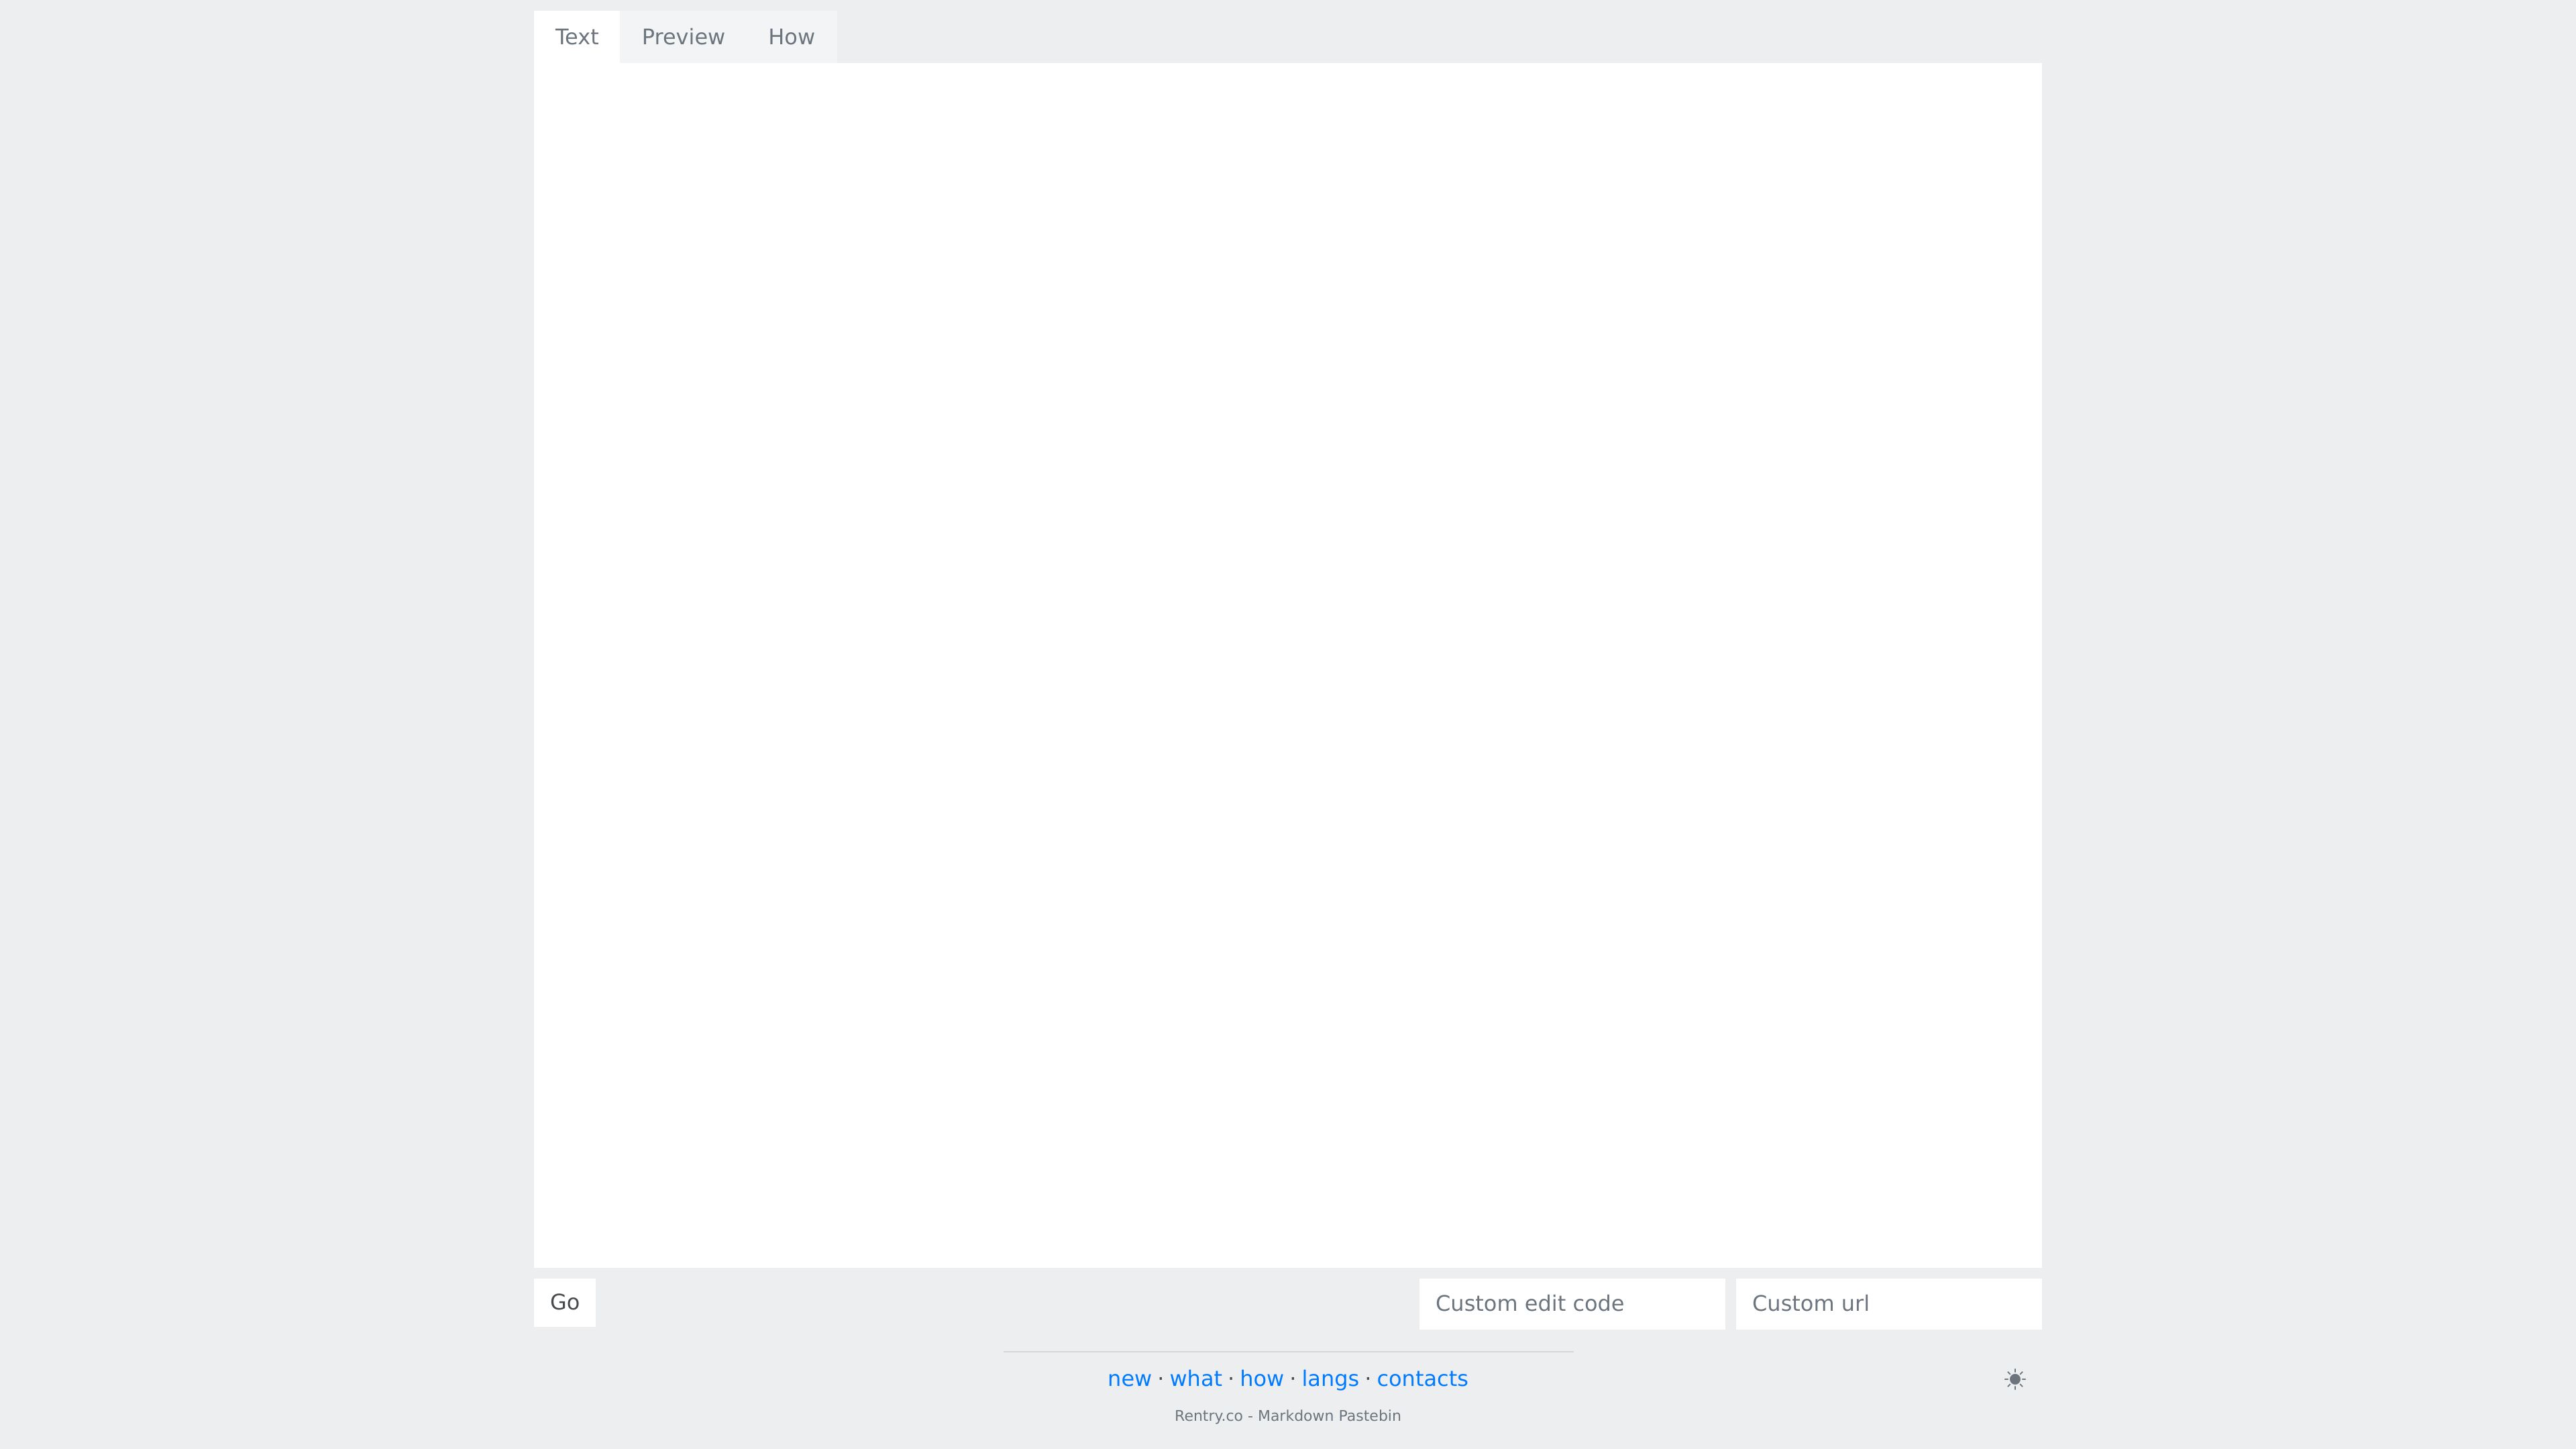 Text Preview How
Go Custom edit code Custom url
new · what · how · langs · contacts
Rentry.co - Markdown Pastebin